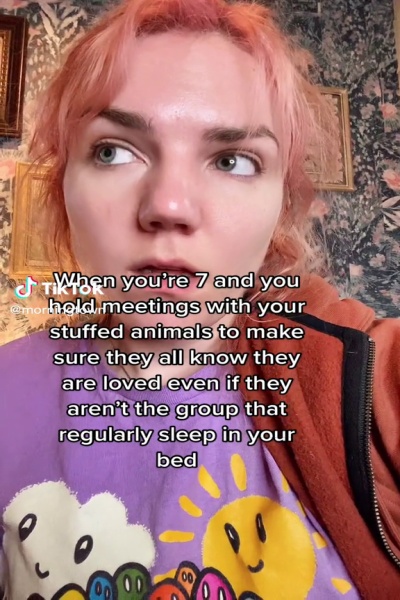 When you're 7 and you
TikTok
hold meetings with your
stuffed animals to make
sure they all know they
are loved even if they
aren't the group that
regularly sleep in your
bed